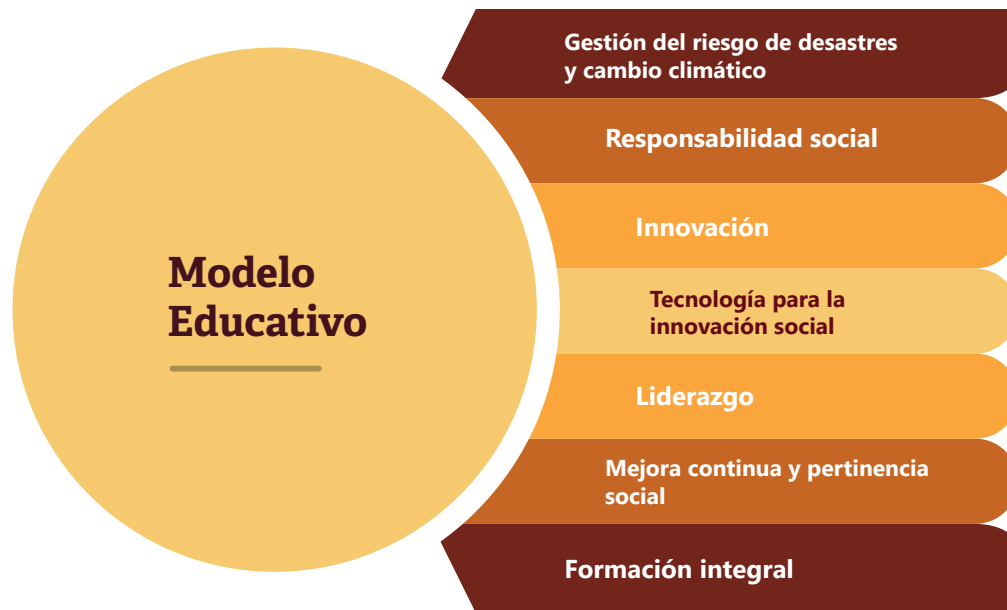 Modelo
Educativo
Gestión del riesgo de desastres
y cambio climático
Responsabilidad social
Innovación
Tecnología para la
innovación social
Liderazgo
Mejora continua y pertinencia
social
Formación integral